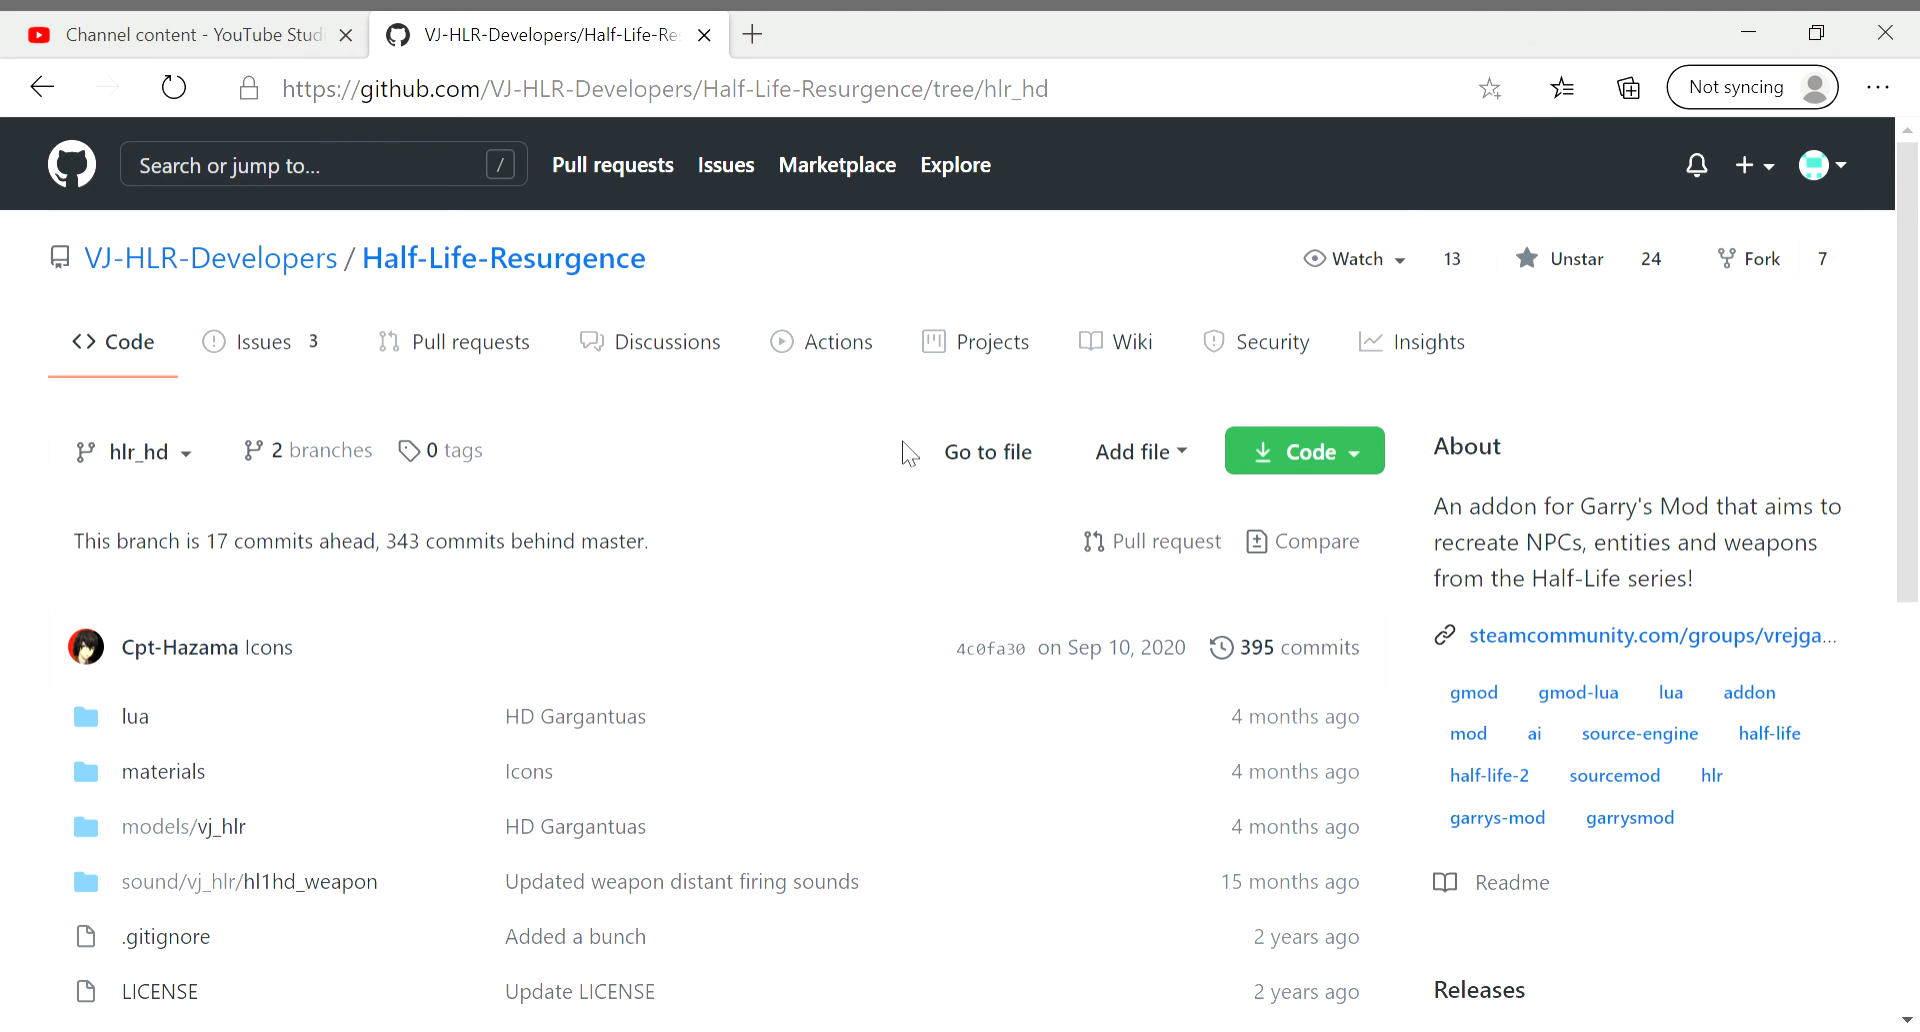 Channel content - YouTube Studi
VJ-HLR-Developers/Half-Life-Re
https://github.com/VJ-HLR-Developers/Half-Life-Resurgence/tree/hlr_hd
Not syncing
Search or jump to...
/
Pull requests
Issues
Marketplace
Explore
VJ-HLR-Developers / Half-Life-Resurgence
Watch 13
Unstar 24
Fork 7
Code
Issues 3
Pull requests
Discussions
Actions
Projects
Wiki
Security
Insights
hlr_hd
2 branches
0 tags
Go to file
Add file
Code
This branch is 17 commits ahead, 343 commits behind master.
Pull request
Compare
Cpt-Hazama Icons
4c0fa30 on Sep 10, 2020
395 commits
lua HD Gargantuas 4 months ago
materials Icons 4 months ago
models/vj_hlr HD Gargantuas 4 months ago
sound/vj_hlr/hl1hd_weapon Updated weapon distant firing sounds 15 months ago
.gitignore Added a bunch 2 years ago
LICENSE Update LICENSE 2 years ago
About
An addon for Garry's Mod that aims to
recreate NPCs, entities and weapons
from the Half-Life series!
steamcommunity.com/groups/vrejga...
gmod gmod-lua lua addon
mod ai source-engine half-life
half-life-2 sourcemod hlr
garrys-mod garrysmod
Readme
Releases